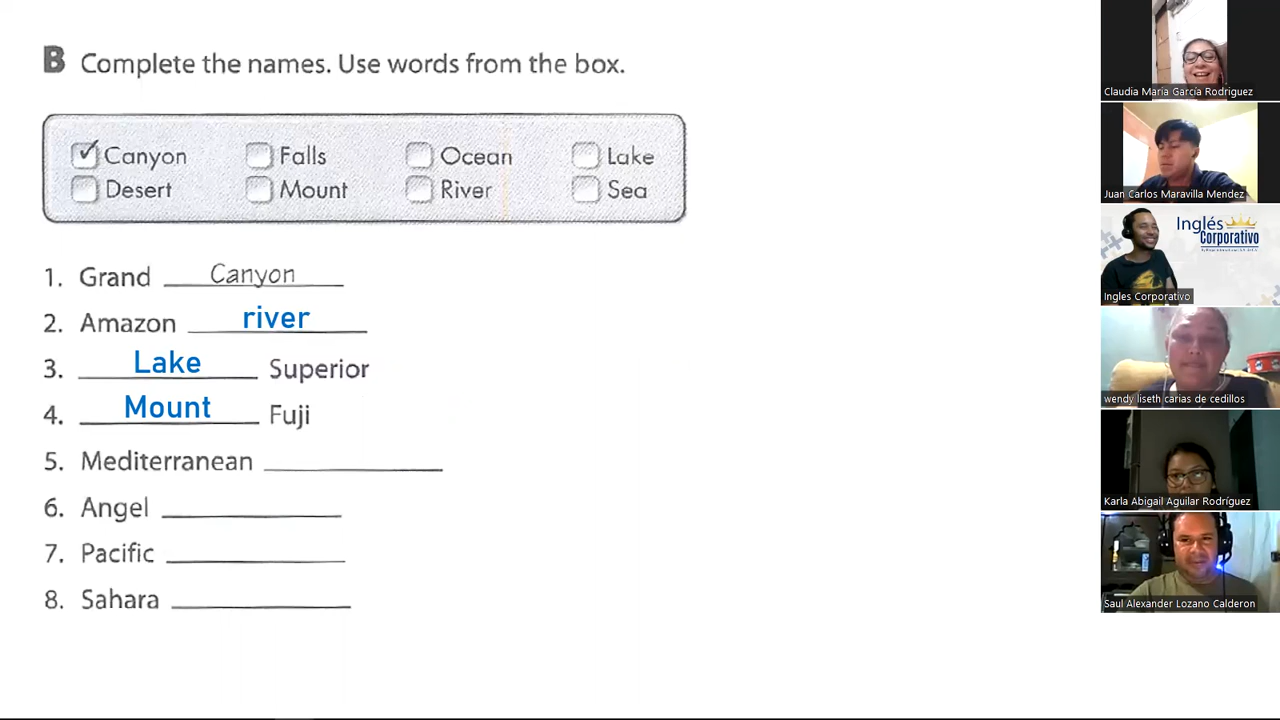 B Complete the names. Use words from the box.
Canyon Falls Ocean Lake
Desert Mount River Sea
1. Grand Canyon
2. Amazon river
3. Lake Superior
4. Mount Fuji
5. Mediterranean
6. Angel
7. Pacific
8. Sahara
Claudia María García Rodriguez
Juan Carlos Maravilla Mendez
Inglés
Corporativo
Ingles Corporativo
wendy liseth carias de cedillos
Karla Abigail Aguilar Rodríguez
Saul Alexander Lozano Calderon